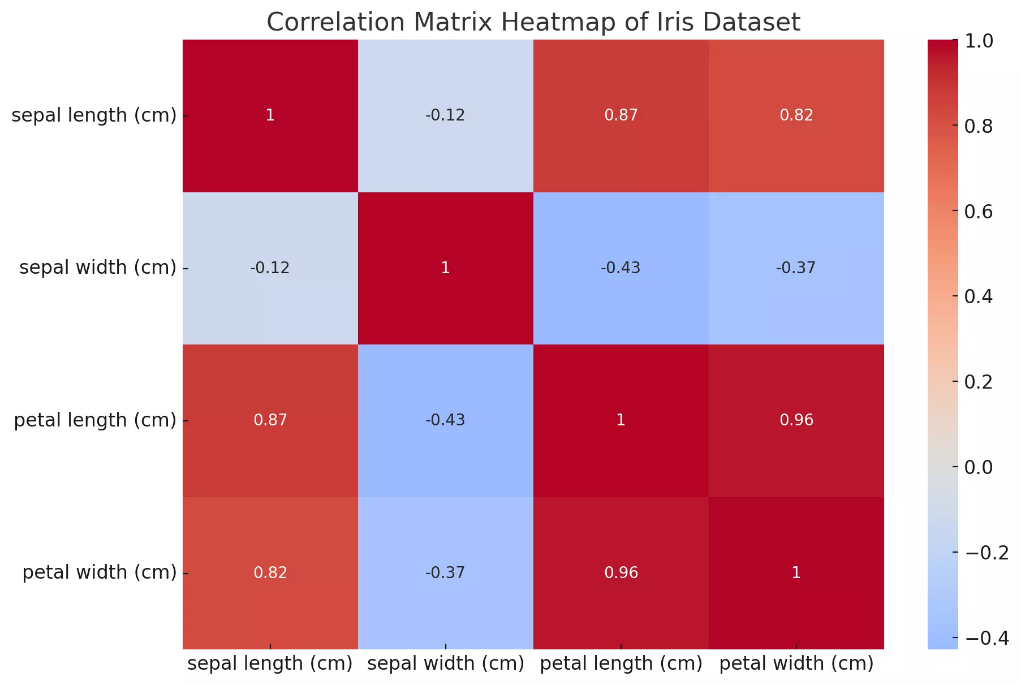 Correlation Matrix Heatmap of Iris Dataset
sepal length (cm) 1 -0.12 0.87 0.82
sepal width (cm) -0.12 1 -0.43 -0.37
petal length (cm) 0.87 -0.43 1 0.96
petal width (cm) 0.82 -0.37 0.96 1
sepal length (cm) sepal width (cm) petal length (cm) petal width (cm)
1.0
0.8
0.6
0.4
0.2
0.0
−0.2
−0.4